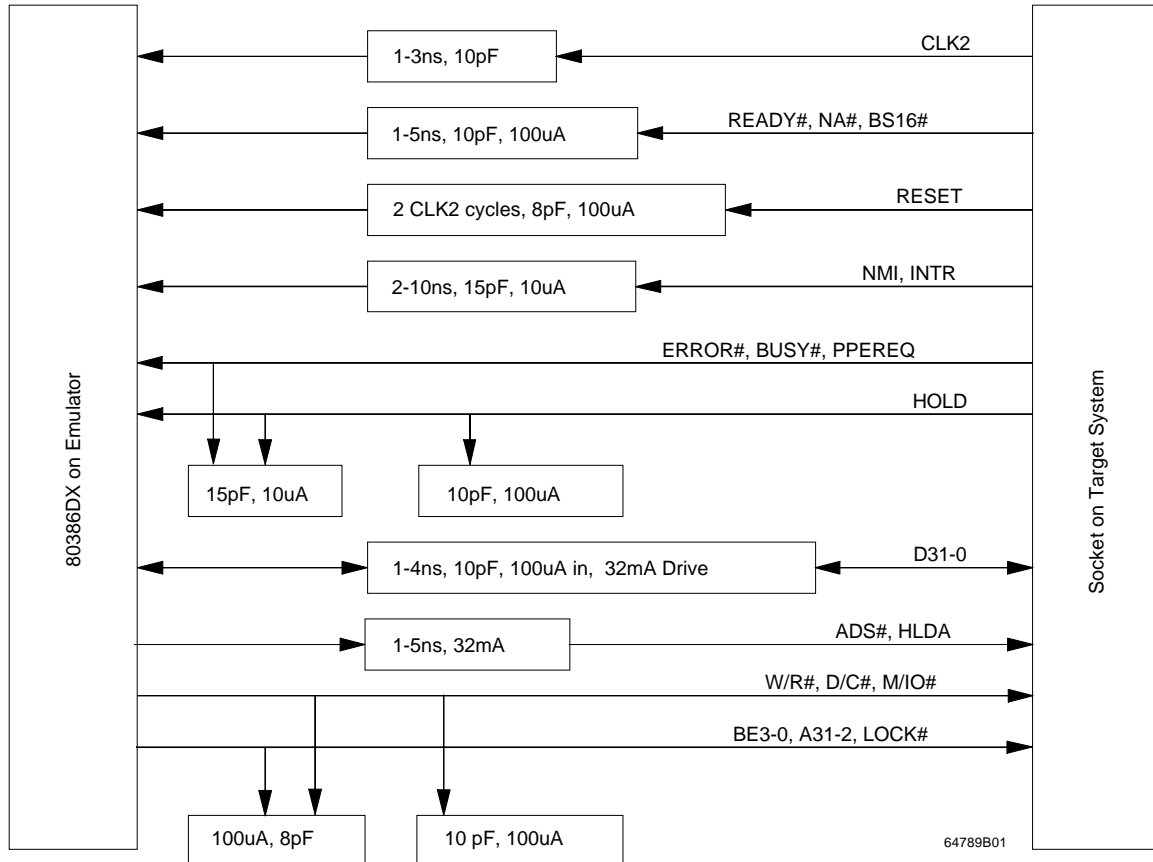 CLK2
1-3ns, 10pF
READY#, NA#, BS16#
1-5ns, 10pF, 100uA
RESET
2 CLK2 cycles, 8pF, 100uA
NMI, INTR
2-10ns, 15pF, 10uA
ERROR#, BUSY#, PPEREQ
HOLD
15pF, 10uA
10pF, 100uA
80386DX on Emulator
Socket on Target System
D31-0
1-4ns, 10pF, 100uA in, 32mA Drive
ADS#, HLDA
1-5ns, 32mA
W/R#, D/C#, M/IO#
BE3-0, A31-2, LOCK#
100uA, 8pF
10 pF, 100uA
64789B01